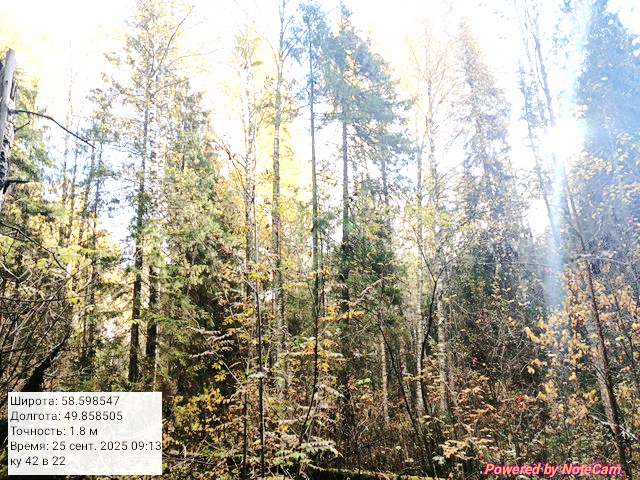 Широта: 58.598547
Долгота: 49.858505
Точность: 1.8 м
Время: 25 сент. 2025 09:13
ку 42 в 22
Powered by NoteCam